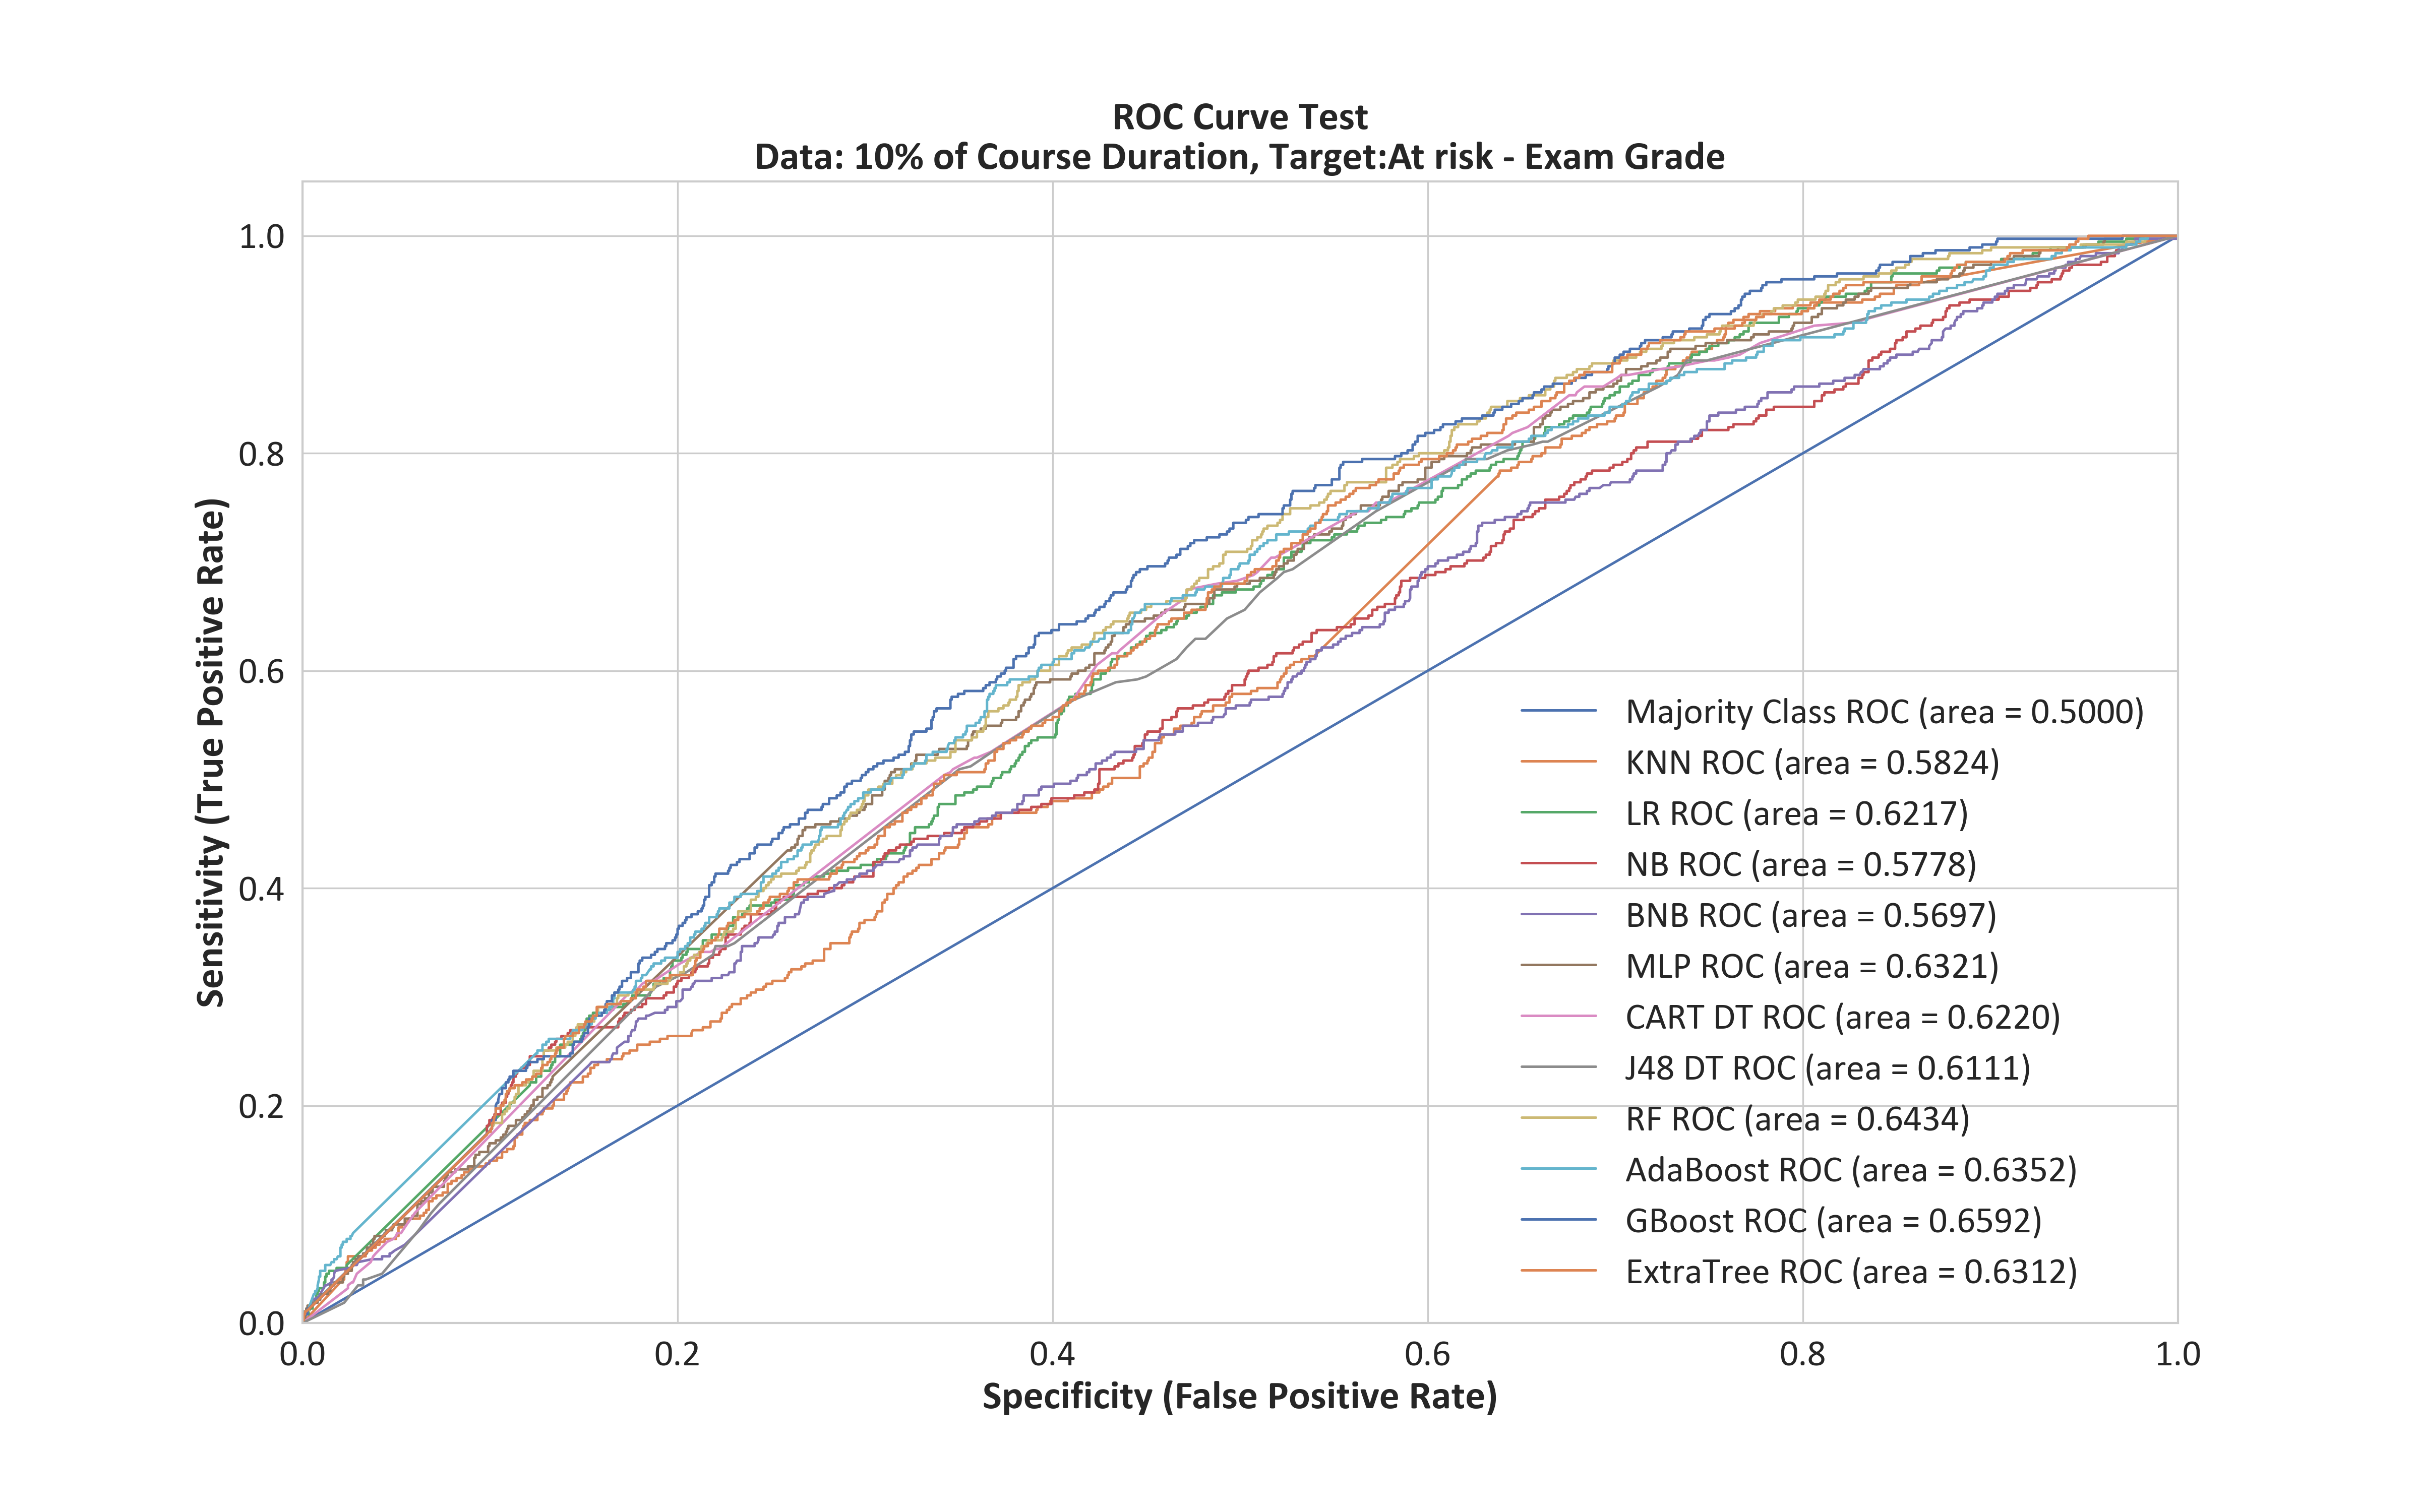 ROC Curve Test
Data: 10% of Course Duration, Target:At risk - Exam Grade
Sensitivity (True Positive Rate)
1.0
0.8
0.6
0.4
0.2
0.0
Majority Class ROC (area = 0.5000)
KNN ROC (area = 0.5824)
LR ROC (area = 0.6217)
NB ROC (area = 0.5778)
BNB ROC (area = 0.5697)
MLP ROC (area = 0.6321)
CART DT ROC (area = 0.6220)
J48 DT ROC (area = 0.6111)
RF ROC (area = 0.6434)
AdaBoost ROC (area = 0.6352)
GBoost ROC (area = 0.6592)
ExtraTree ROC (area = 0.6312)
0.0 0.2 0.4 0.6 0.8 1.0
Specificity (False Positive Rate)